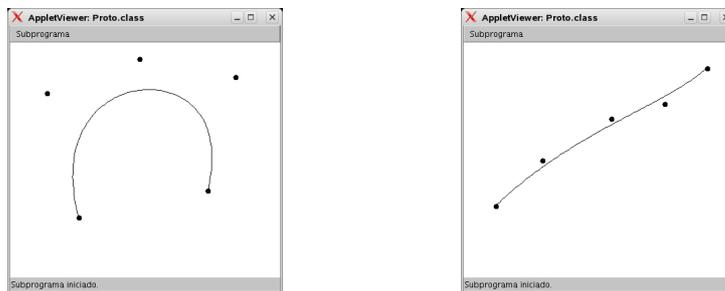 AppletViewer: Proto.class
Subprograma
Subprograma iniciado.
AppletViewer: Proto.class
Subprograma
Subprograma iniciado.